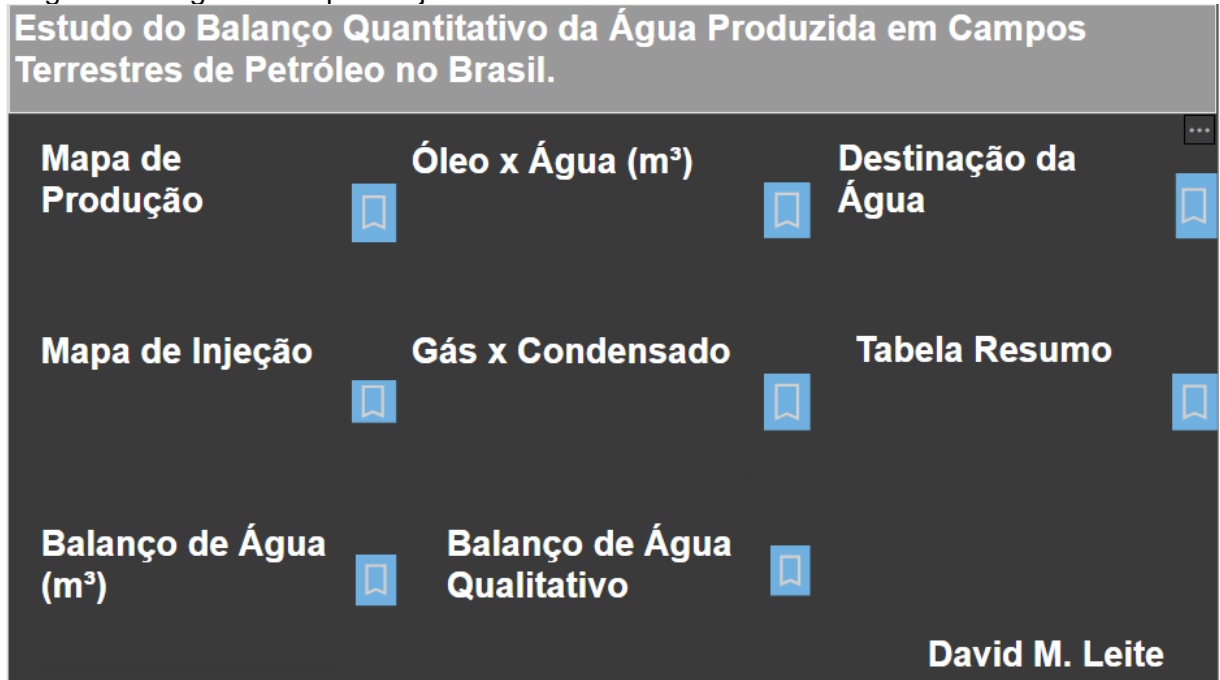 Estudo do Balanço Quantitativo da Água Produzida em Campos
Terrestres de Petróleo no Brasil.
Mapa de
Produção
Óleo x Água (m³)
Destinação da
Água
Mapa de Injeção
Gás x Condensado
Tabela Resumo
Balanço de Água
(m³)
Balanço de Água
Qualitativo
David M. Leite